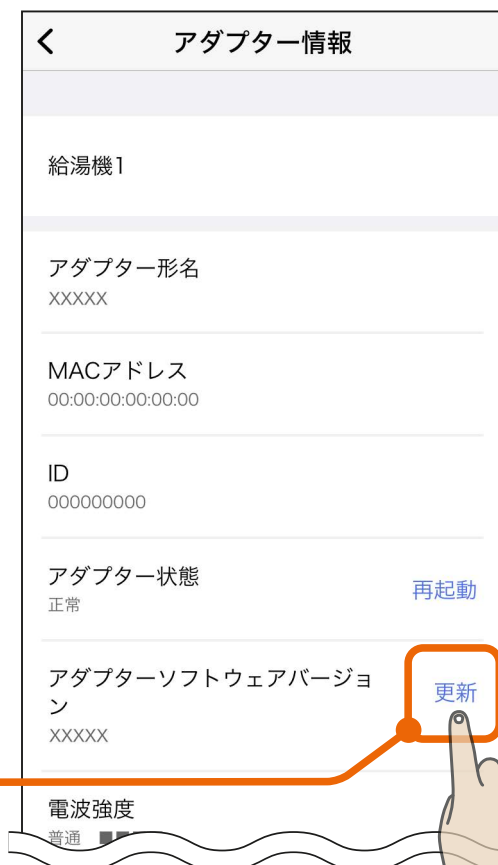 アダプター情報
給湯機1
アダプター形名
XXXXX
MACアドレス
00:00:00:00:00:00
ID
000000000
アダプター状態
正常
再起動
アダプターソフトウェアバージョ
ン
XXXXX
更新
電波強度
普通